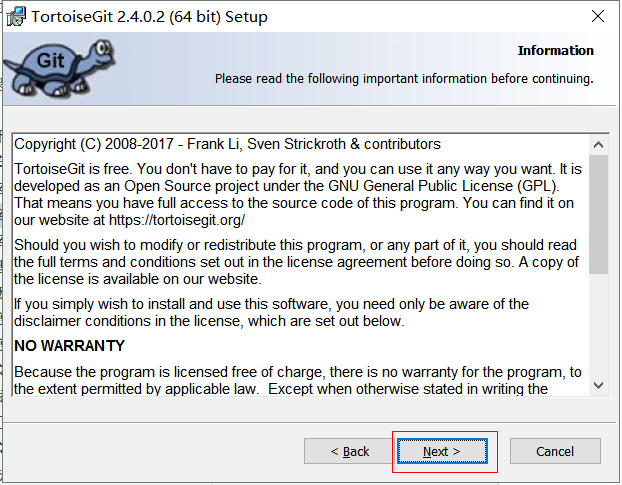 TortoiseGit 2.4.0.2 (64 bit) Setup
Git
Information
Please read the following important information before continuing.
Copyright (C) 2008-2017 - Frank Li, Sven Strickroth & contributors
TortoiseGit is free. You don't have to pay for it, and you can use it any way you want. It is
developed as an Open Source project under the GNU General Public License (GPL).
That means you have full access to the source code of this program. You can find it on
our website at https://tortoisegit.org/
Should you wish to modify or redistribute this program, or any part of it, you should read
the full terms and conditions set out in the license agreement before doing so. A copy of
the license is available on our website.
If you simply wish to install and use this software, you need only be aware of the
disclaimer conditions in the license, which are set out below.
NO WARRANTY
Because the program is licensed free of charge, there is no warranty for the program, to
the extent permitted by applicable law.  Except when otherwise stated in writing the
< Back
Next >
Cancel